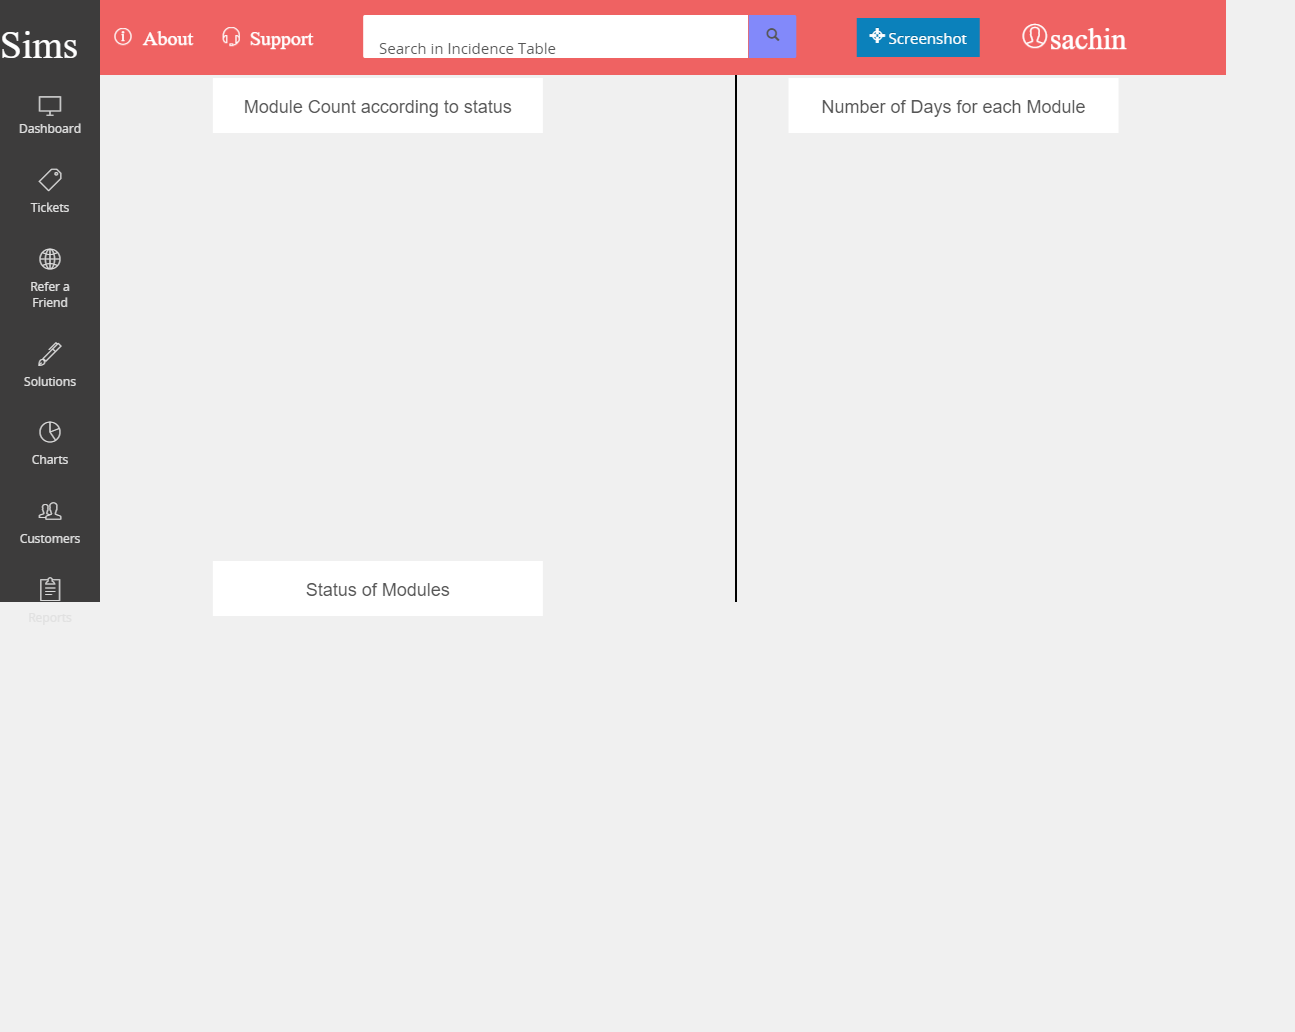 Sims
About
Support
Search in Incidence Table
Screenshot
sachin
Dashboard
Tickets
Refer a
Friend
Solutions
Charts
Customers
Reports
Module Count according to status
Number of Days for each Module
Status of Modules